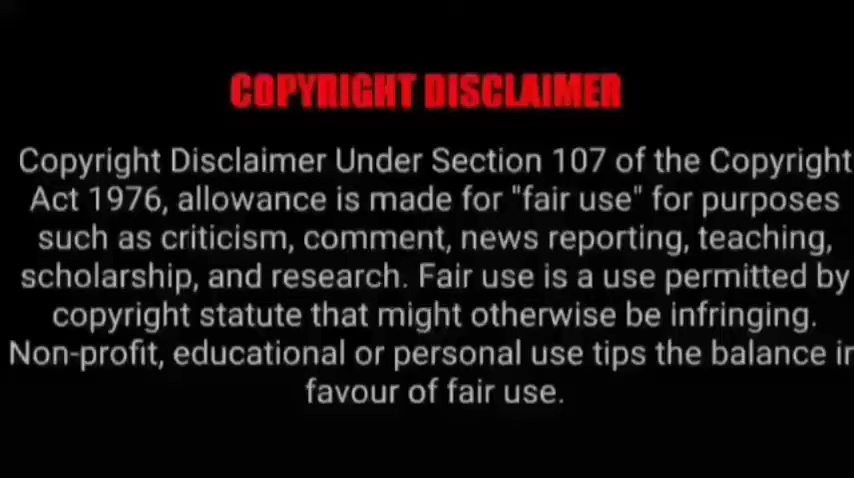 COPYRIGHT DISCLAIMER
Copyright Disclaimer Under Section 107 of the Copyright
Act 1976, allowance is made for "fair use" for purposes
such as criticism, comment, news reporting, teaching,
scholarship, and research. Fair use is a use permitted by
copyright statute that might otherwise be infringing.
Non-profit, educational or personal use tips the balance in
favour of fair use.